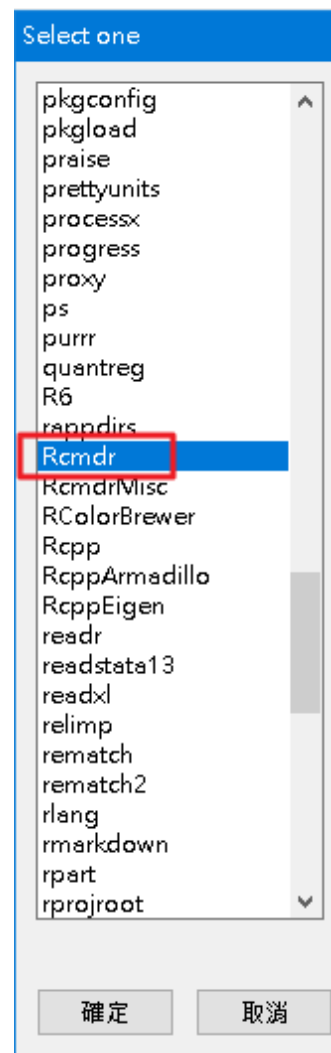 Select one
pkgconfig
pkgload
praise
prettyunits
processx
progress
proxy
ps
purrr
quantreg
R6
rappdirs
Rcmdr
RcmdrMisc
RColorBrewer
Rcpp
RcppArmadillo
RcppEigen
readr
readstata13
readxl
relimp
rematch
rematch2
rlang
rmarkdown
rpart
rprojroot
確定 取消